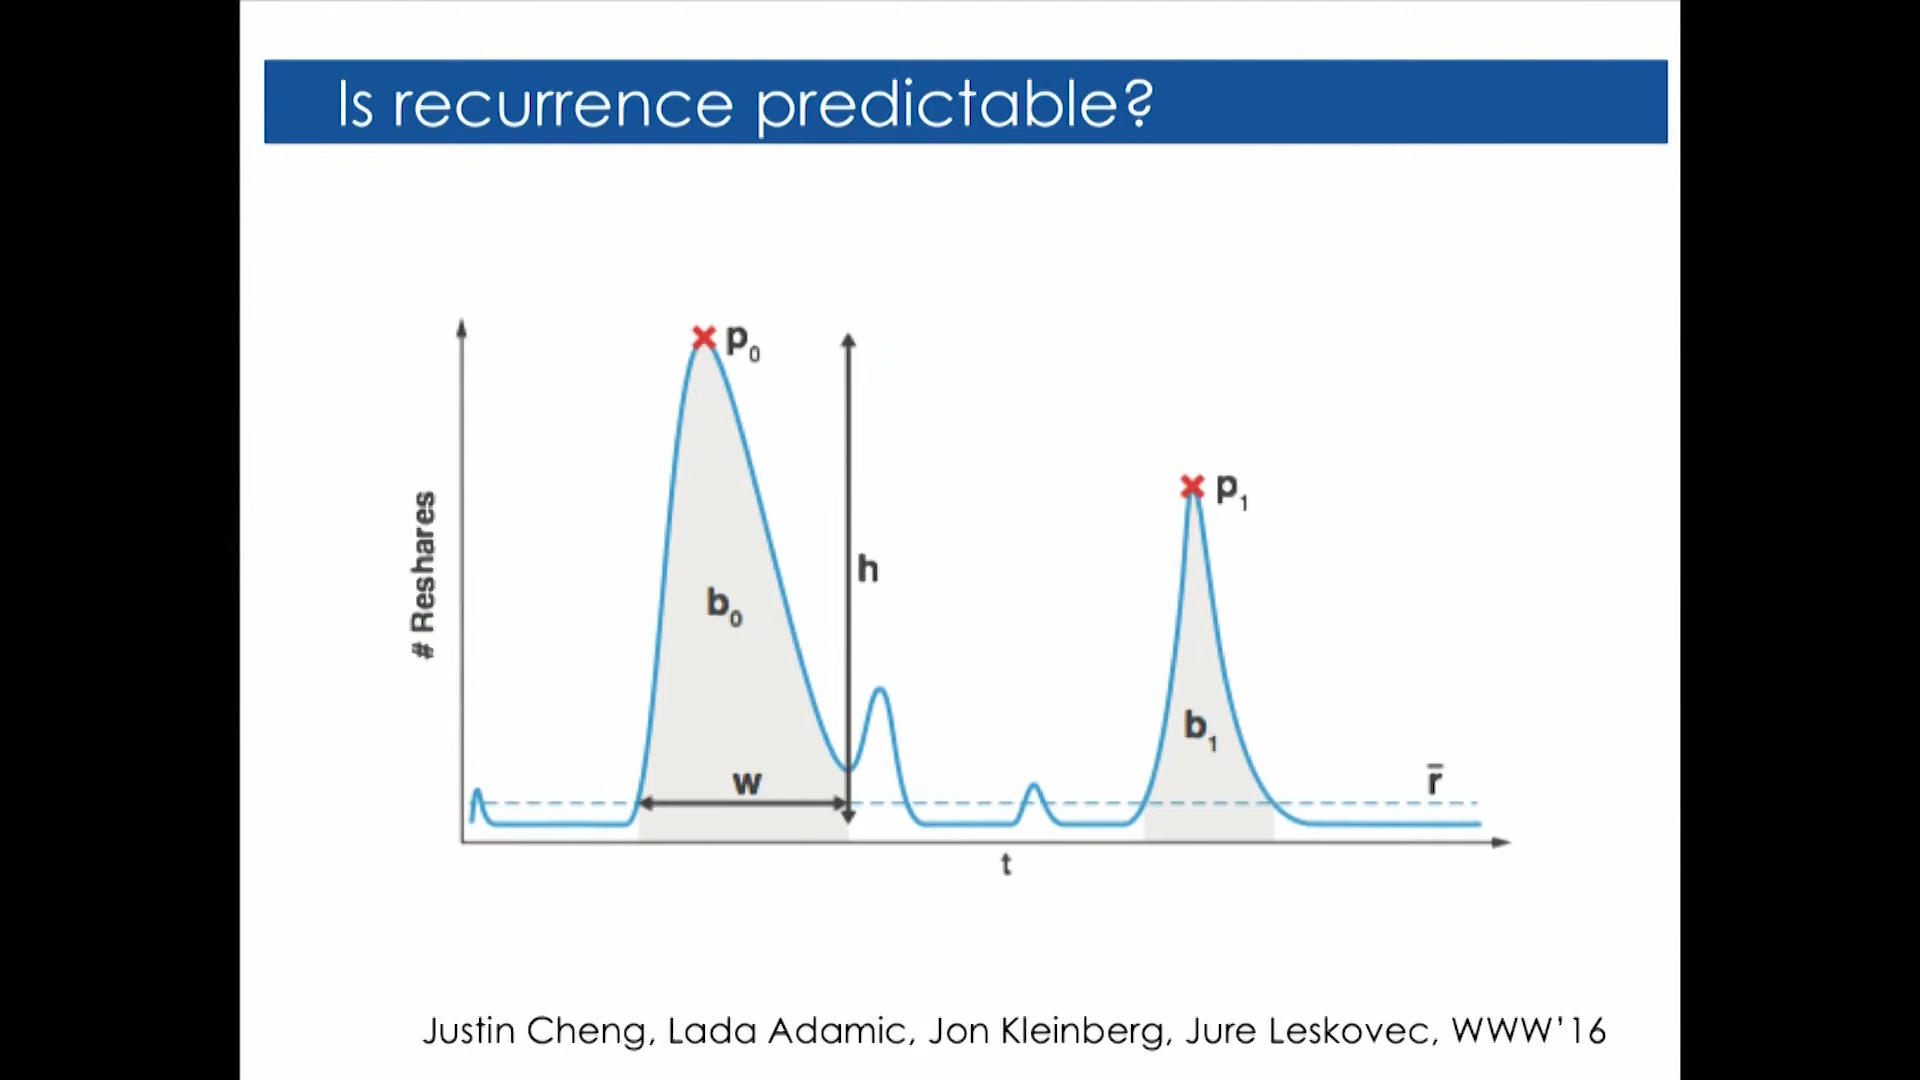 Is recurrence predictable?
p₀
p₁
h
# Reshares
b₀
b₁
w
r̄
t
Justin Cheng, Lada Adamic, Jon Kleinberg, Jure Leskovec, WWW’16